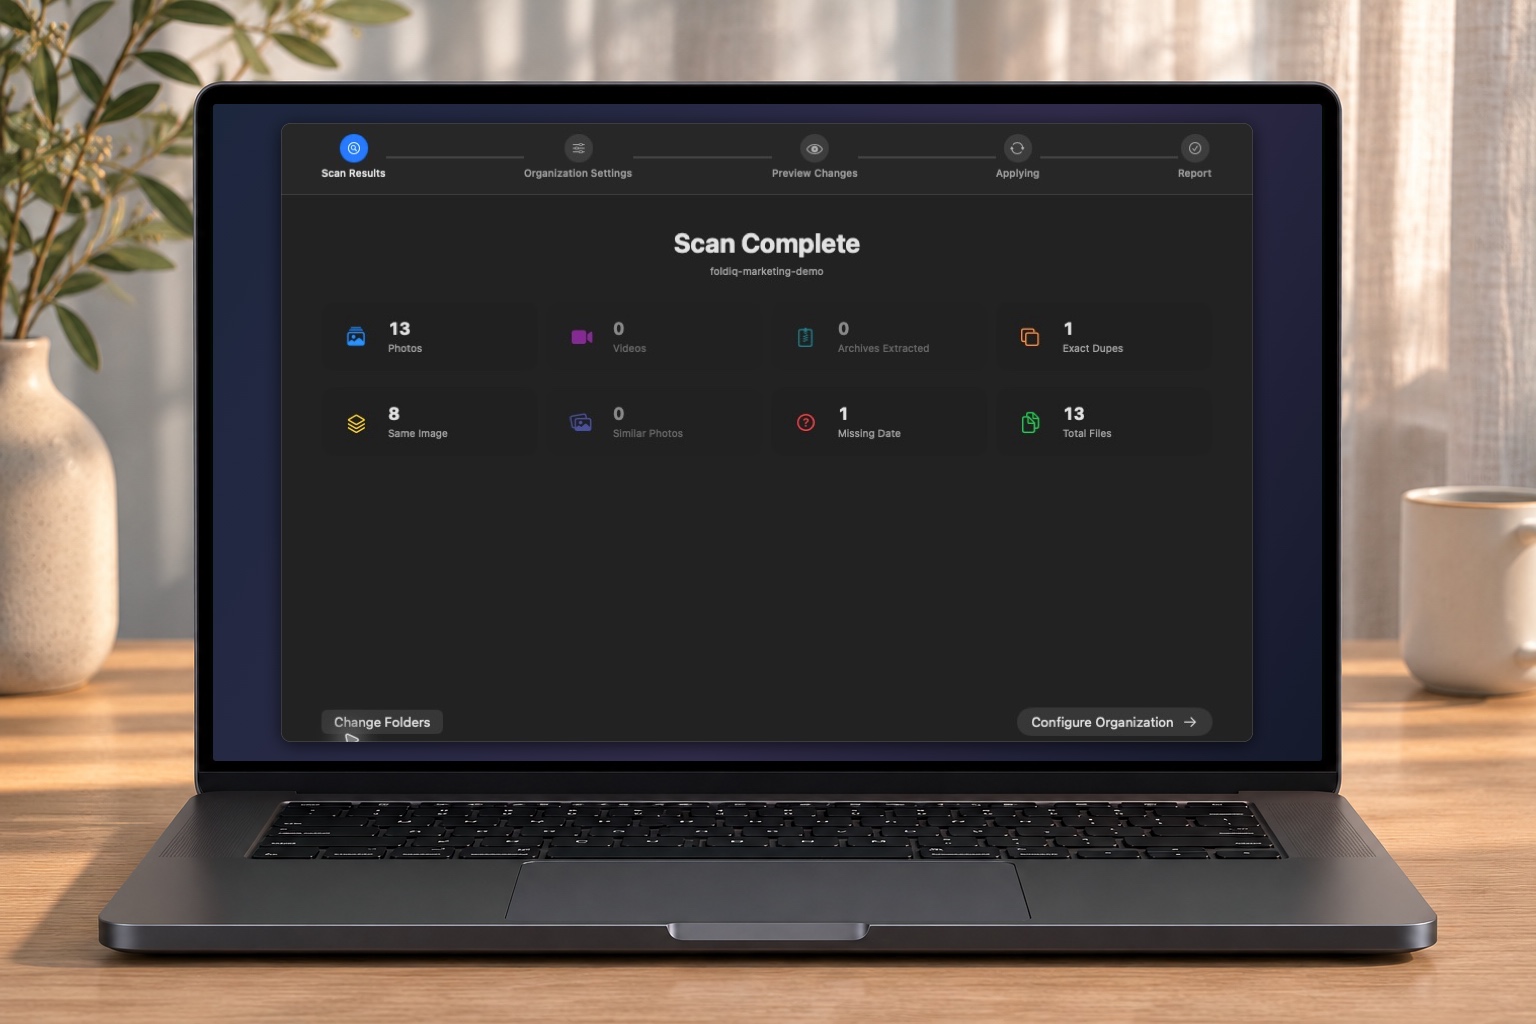 Scan Results
Organization Settings
Preview Changes
Applying
Report
Scan Complete
foldiq-marketing-demo
13
Photos
0
Videos
0
Archives Extracted
1
Exact Dupes
8
Same Image
0
Similar Photos
1
Missing Date
13
Total Files
Change Folders
Configure Organization